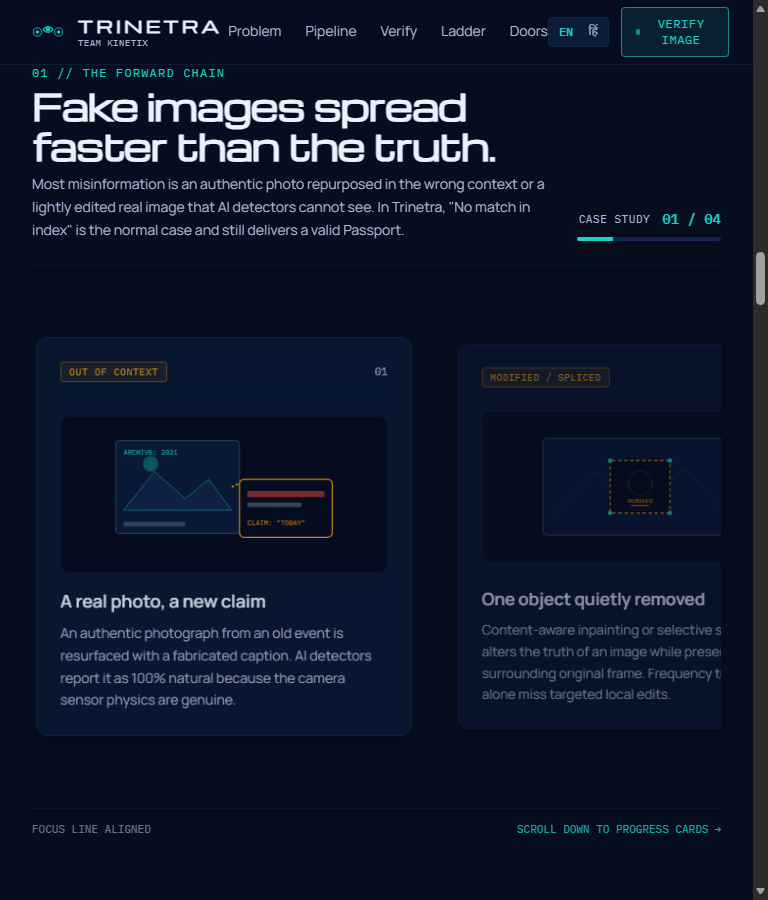 TRINETRA
TEAM KINETIX
Problem
Pipeline
Verify
Ladder
Doors
EN
हिं
VERIFY
IMAGE
01 // THE FORWARD CHAIN
Fake images spread
faster than the truth.
Most misinformation is an authentic photo repurposed in the wrong context or a
lightly edited real image that AI detectors cannot see. In Trinetra, "No match in
index" is the normal case and still delivers a valid Passport.
CASE STUDY 01 / 04
OUT OF CONTEXT
01
ARCHIVE: 2021
CLAIM: "TODAY"
A real photo, a new claim
An authentic photograph from an old event is
resurfaced with a fabricated caption. AI detectors
report it as 100% natural because the camera
sensor physics are genuine.
MODIFIED / SPLICED
REMOVED
One object quietly removed
Content-aware inpainting or selective s
alters the truth of an image while prese
surrounding original frame. Frequency t
alone miss targeted local edits.
FOCUS LINE ALIGNED
SCROLL DOWN TO PROGRESS CARDS →